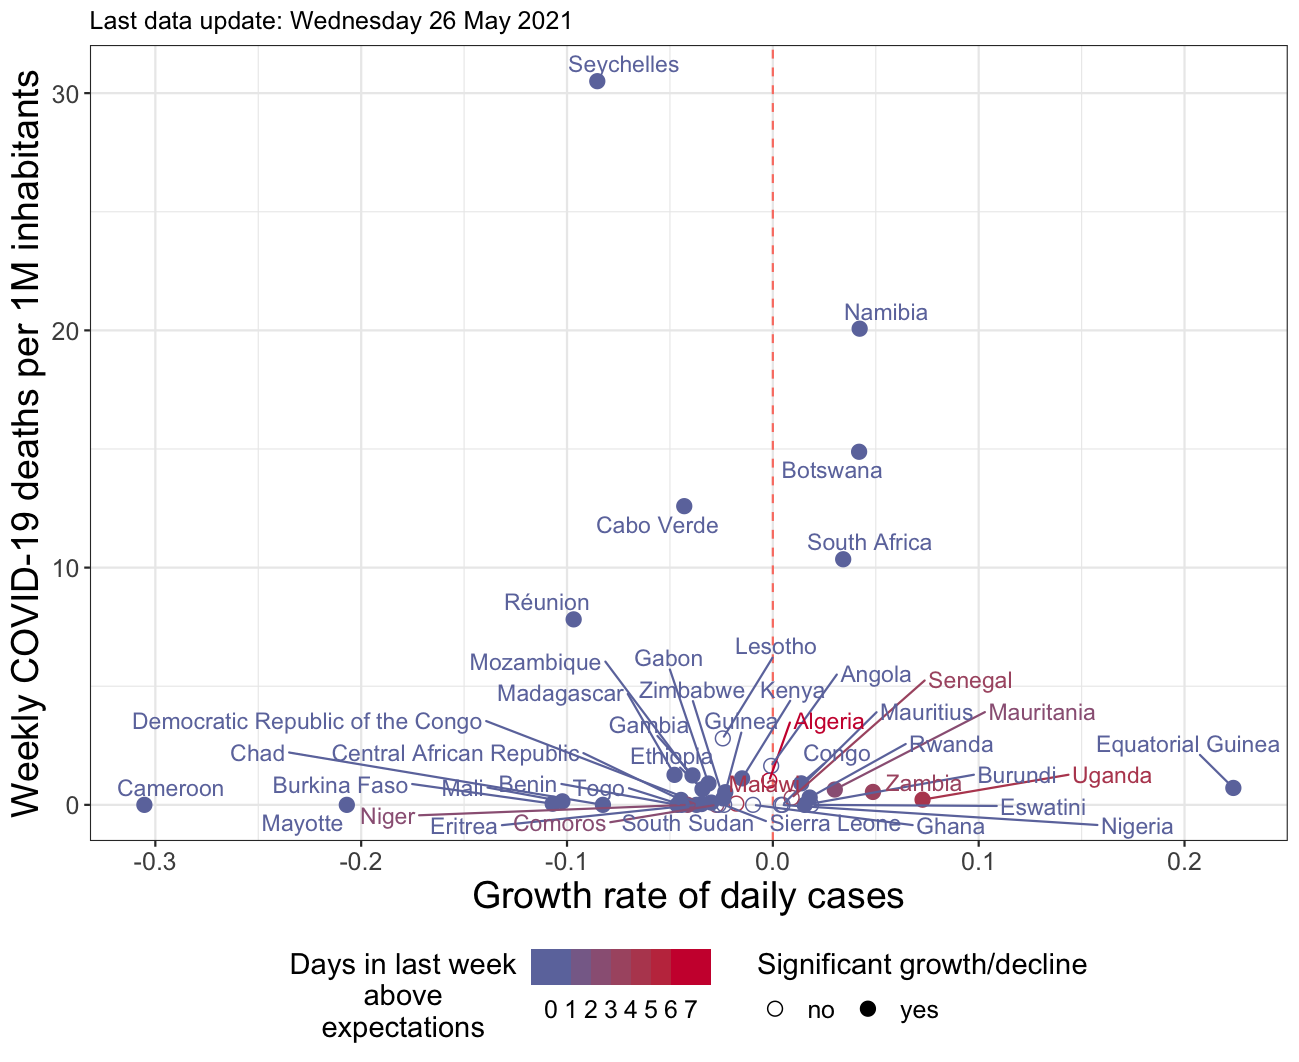 Last data update: Wednesday 26 May 2021
Weekly COVID-19 deaths per 1M inhabitants
30
20
10
0
Seychelles
Namibia
Botswana
Cabo Verde
South Africa
Réunion
Lesotho
Mozambique
Gabon
Angola
Senegal
Madagascar
Zimbabwe
Kenya
Mauritius
Mauritania
Democratic Republic of the Congo
Gambia
Guinea
Algeria
Rwanda
Equatorial Guinea
Chad
Central African Republic
Ethiopia
Congo
Burundi
Uganda
Cameroon
Burkina Faso
Mali
Benin
Togo
Malawi
Zambia
Eswatini
Mayotte
Niger
Eritrea
Comoros
South Sudan
Sierra Leone
Ghana
Nigeria
-0.3
-0.2
-0.1
0.0
0.1
0.2
Growth rate of daily cases
Days in last week
above
expectations
0 1 2 3 4 5 6 7
Significant growth/decline
no
yes